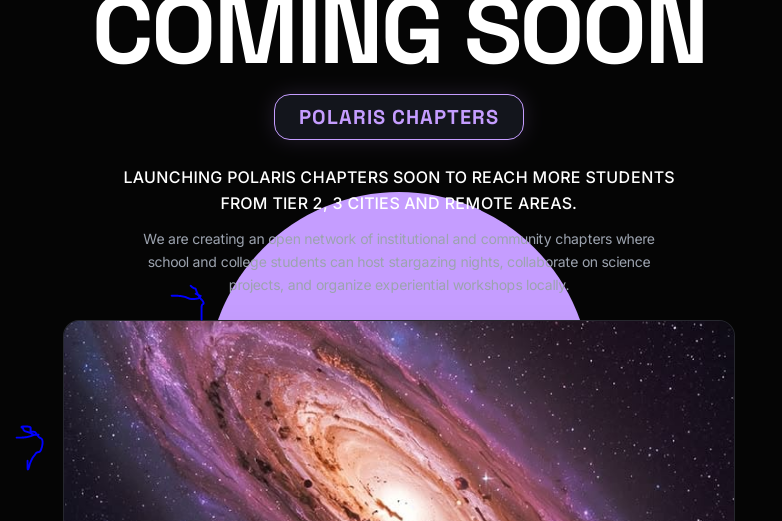 COMING SOON
POLARIS CHAPTERS
LAUNCHING POLARIS CHAPTERS SOON TO REACH MORE STUDENTS
FROM TIER 2, 3 CITIES AND REMOTE AREAS.
We are creating an open network of institutional and community chapters where
school and college students can host stargazing nights, collaborate on science
projects, and organize experiential workshops locally.